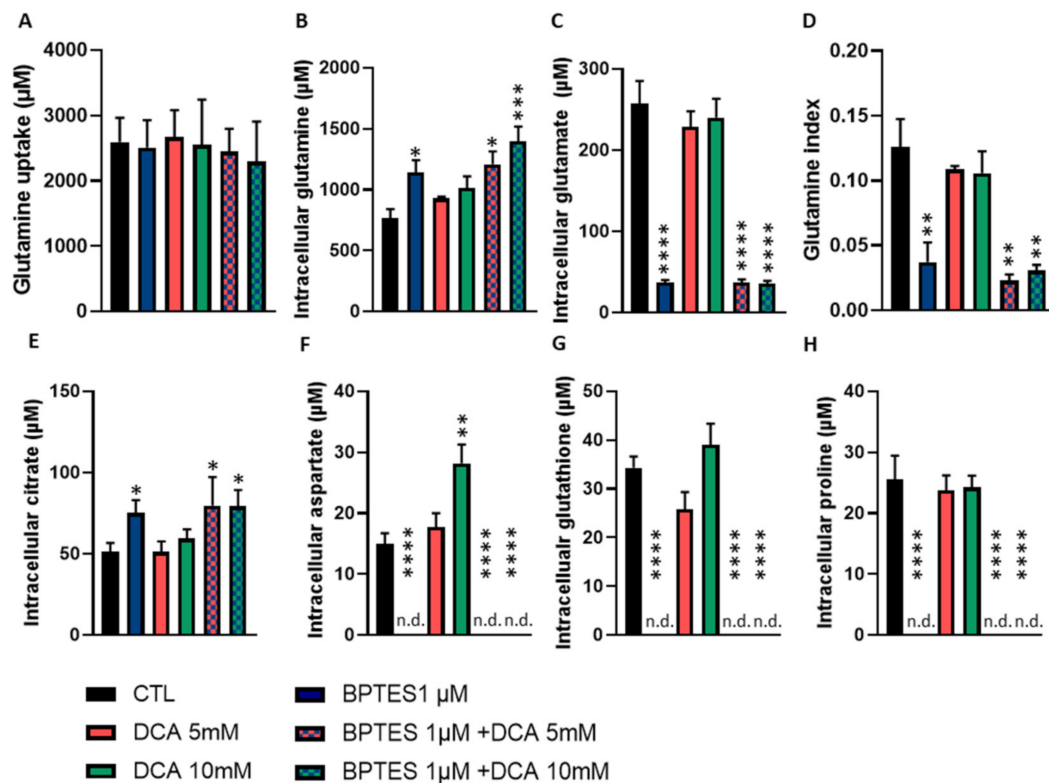 A
Glutamine uptake (µM)
4000
3000
2000
1000
0
B
Intracellular glutamine (µM)
2000
1500
1000
500
0
*
*
***
C
Intracellular glutamate (µM)
300
200
100
0
****
****
****
D
Glutamine index
0.20
0.15
0.10
0.05
0.00
**
**
**
E
Intracellular citrate (µM)
150
100
50
0
*
*
*
F
Intracellular aspartate (µM)
40
30
20
10
0
****
**
****
****
n.d.
n.d. n.d.
G
Intracelluair glutathione (µM)
50
40
30
20
10
0
****
****
****
n.d.
n.d. n.d.
H
Intracellular proline (µM)
40
30
20
10
0
****
****
****
n.d.
n.d. n.d.
CTL
DCA 5mM
DCA 10mM
BPTES1 µM
BPTES 1µM +DCA 5mM
BPTES 1µM +DCA 10mM